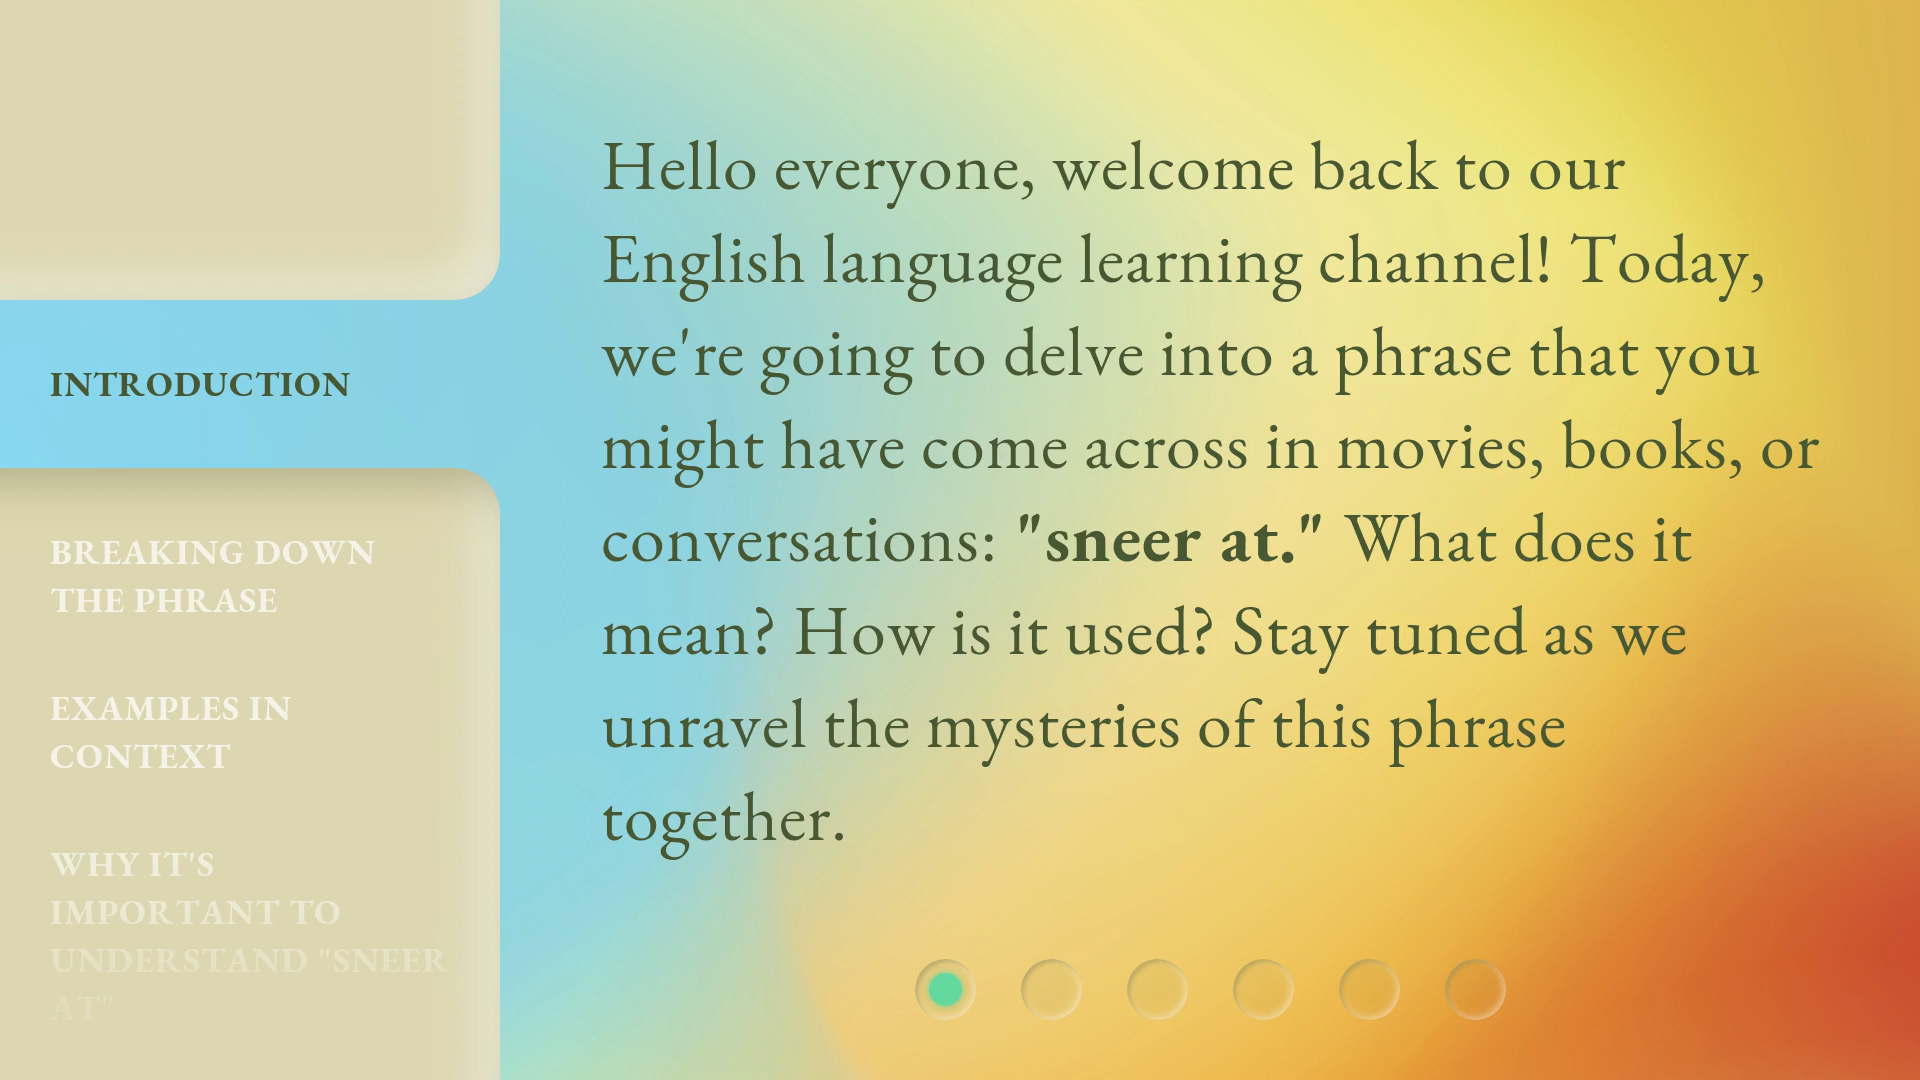 INTRODUCTION
BREAKING DOWN
THE PHRASE
EXAMPLES IN
CONTEXT
WHY IT'S
IMPORTANT TO
UNDERSTAND "SNEER
AT"
Hello everyone, welcome back to our
English language learning channel! Today,
we're going to delve into a phrase that you
might have come across in movies, books, or
conversations: "sneer at." What does it
mean? How is it used? Stay tuned as we
unravel the mysteries of this phrase
together.